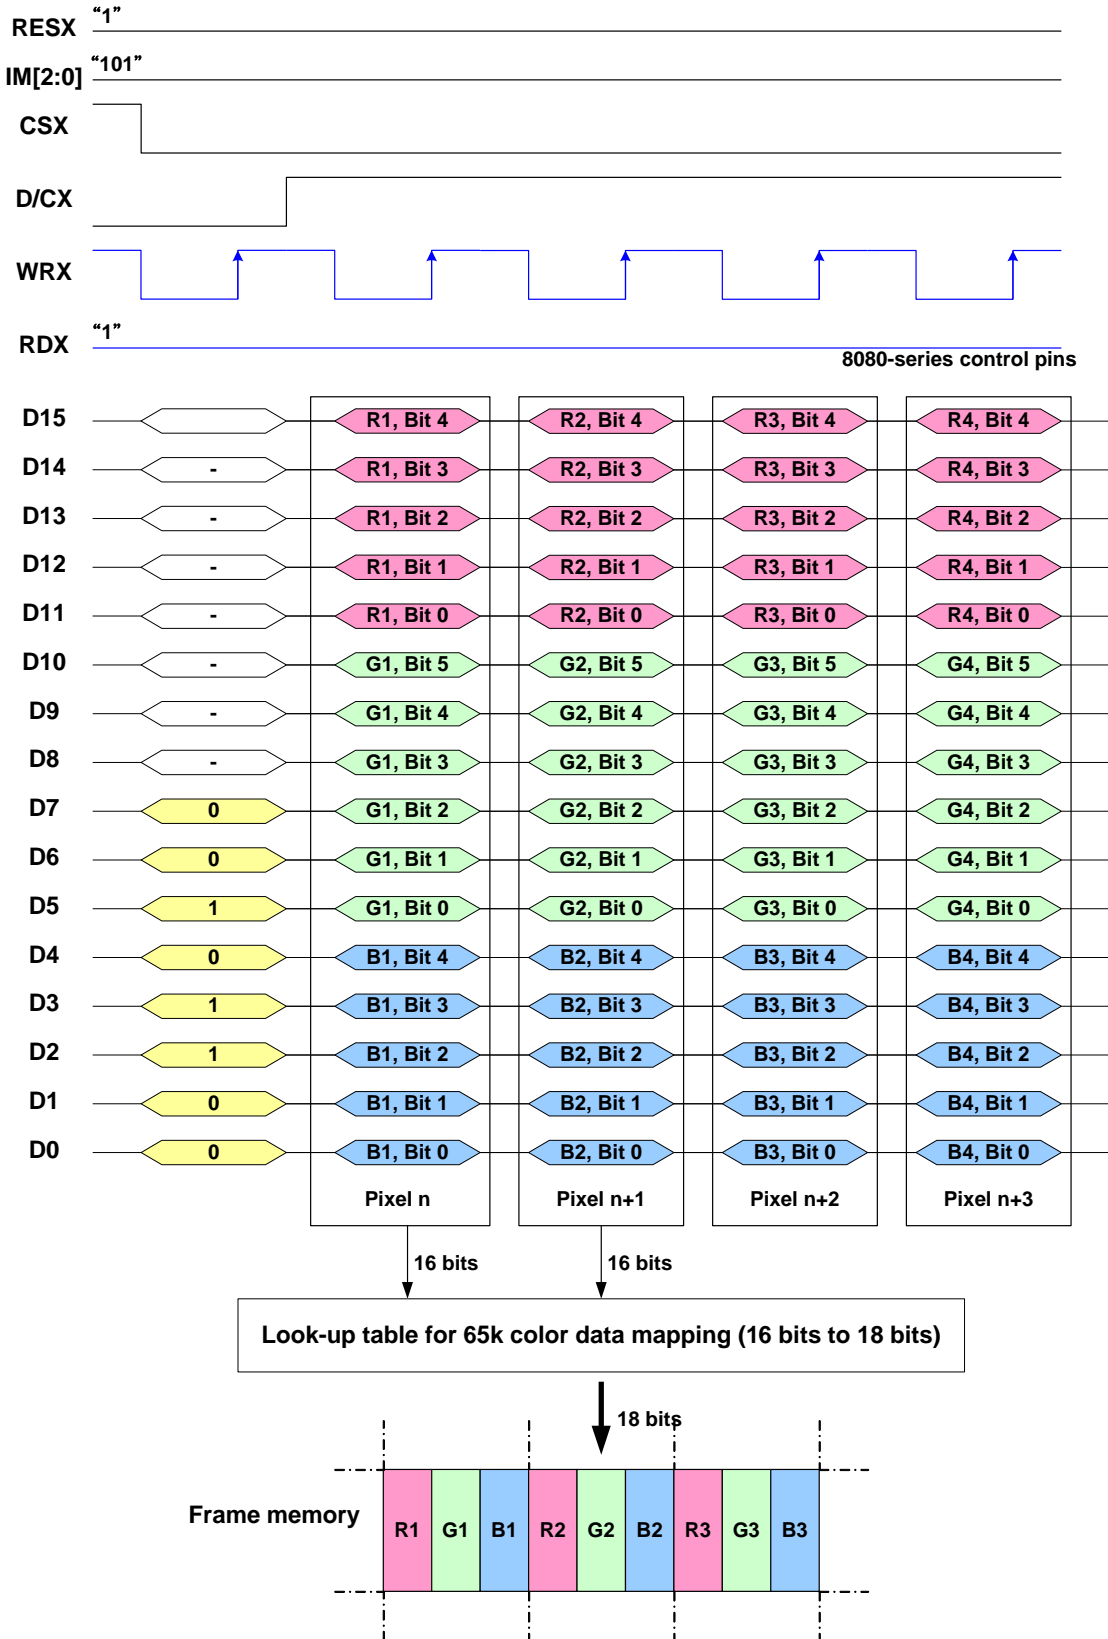 RESX “1”
IM[2:0] “101”
CSX
D/CX
WRX
RDX “1”
8080-series control pins
D15 R1, Bit 4 R2, Bit 4 R3, Bit 4 R4, Bit 4
D14 - R1, Bit 3 R2, Bit 3 R3, Bit 3 R4, Bit 3
D13 - R1, Bit 2 R2, Bit 2 R3, Bit 2 R4, Bit 2
D12 - R1, Bit 1 R2, Bit 1 R3, Bit 1 R4, Bit 1
D11 - R1, Bit 0 R2, Bit 0 R3, Bit 0 R4, Bit 0
D10 - G1, Bit 5 G2, Bit 5 G3, Bit 5 G4, Bit 5
D9 - G1, Bit 4 G2, Bit 4 G3, Bit 4 G4, Bit 4
D8 - G1, Bit 3 G2, Bit 3 G3, Bit 3 G4, Bit 3
D7 0 G1, Bit 2 G2, Bit 2 G3, Bit 2 G4, Bit 2
D6 0 G1, Bit 1 G2, Bit 1 G3, Bit 1 G4, Bit 1
D5 1 G1, Bit 0 G2, Bit 0 G3, Bit 0 G4, Bit 0
D4 0 B1, Bit 4 B2, Bit 4 B3, Bit 4 B4, Bit 4
D3 1 B1, Bit 3 B2, Bit 3 B3, Bit 3 B4, Bit 3
D2 1 B1, Bit 2 B2, Bit 2 B3, Bit 2 B4, Bit 2
D1 0 B1, Bit 1 B2, Bit 1 B3, Bit 1 B4, Bit 1
D0 0 B1, Bit 0 B2, Bit 0 B3, Bit 0 B4, Bit 0
Pixel n Pixel n+1 Pixel n+2 Pixel n+3
16 bits 16 bits
Look-up table for 65k color data mapping (16 bits to 18 bits)
18 bits
Frame memory R1 G1 B1 R2 G2 B2 R3 G3 B3